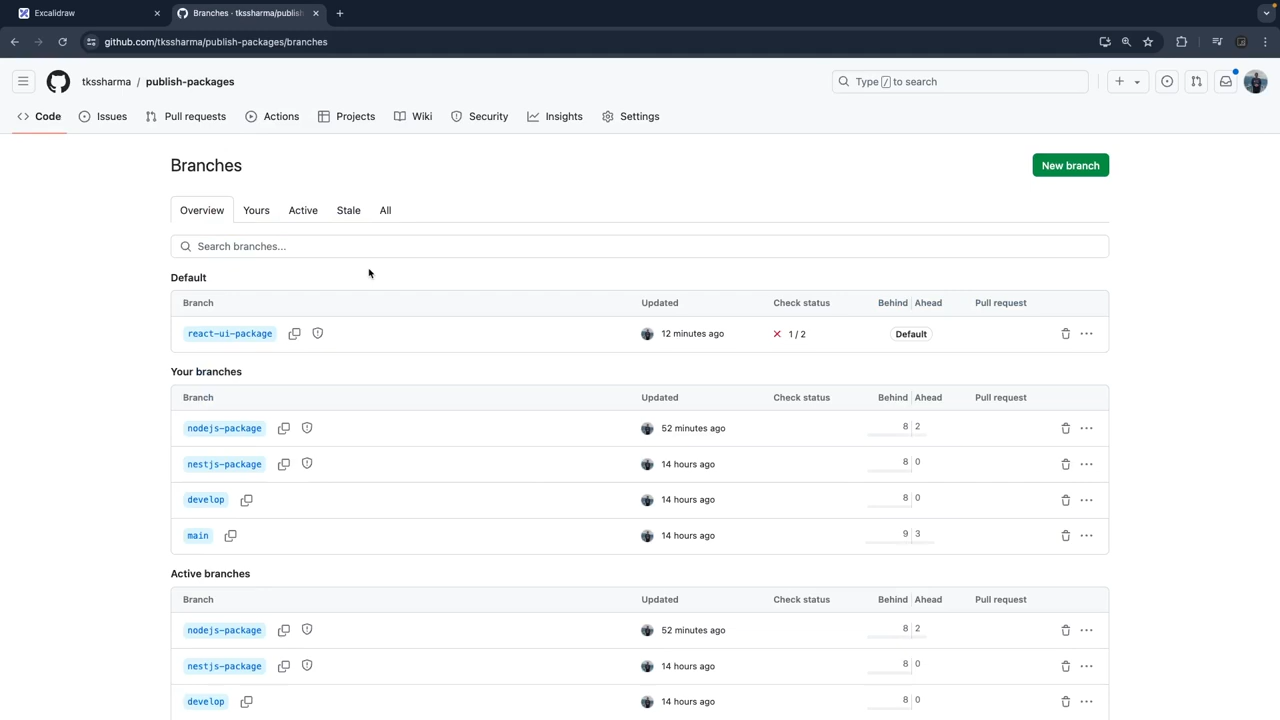 Excalidraw
Branches · tkssharma/publish
github.com/tkssharma/publish-packages/branches
tkssharma / publish-packages
Type / to search
Code
Issues
Pull requests
Actions
Projects
Wiki
Security
Insights
Settings
Branches
New branch
Overview
Yours
Active
Stale
All
Search branches...
Default
Branch Updated Check status Behind Ahead Pull request
react-ui-package 12 minutes ago 1 / 2 Default
Your branches
Branch Updated Check status Behind Ahead Pull request
nodejs-package 52 minutes ago 8 2
nestjs-package 14 hours ago 8 0
develop 14 hours ago 8 0
main 14 hours ago 9 3
Active branches
Branch Updated Check status Behind Ahead Pull request
nodejs-package 52 minutes ago 8 2
nestjs-package 14 hours ago 8 0
develop 14 hours ago 8 0